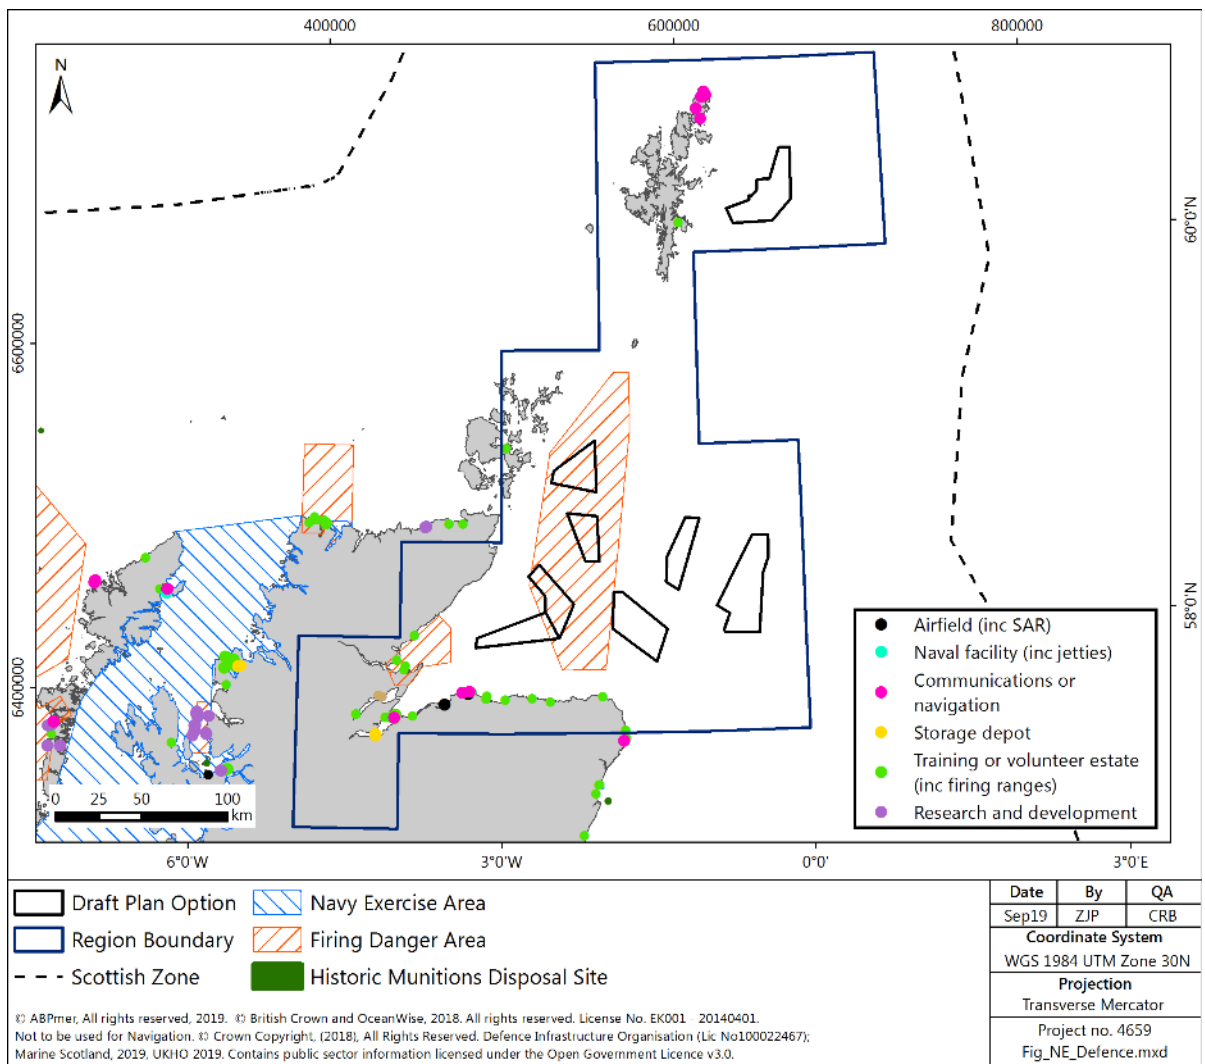 400000
600000
800000
N
60°0'N
6600000
58°0'N
6400000
Airfield (inc SAR)
Naval facility (inc jetties)
Communications or
navigation
Storage depot
Training or volunteer estate
(inc firing ranges)
Research and development
0 25 50 100
km
6°0'W
3°0'W
0°0'
3°0'E
Draft Plan Option
Navy Exercise Area
Region Boundary
Firing Danger Area
Scottish Zone
Historic Munitions Disposal Site
Date By QA
Sep19 ZJP CRB
Coordinate System
WGS 1984 UTM Zone 30N
Projection
Transverse Mercator
Project no. 4659
Fig_NE_Defence.mxd
© ABPmer, All rights reserved, 2019. © British Crown and OceanWise, 2018. All rights reserved. License No. EK001 - 20140401.
Not to be used for Navigation. © Crown Copyright, (2018), All Rights Reserved. Defence Infrastructure Organisation (Lic No100022467);
Marine Scotland, 2019, UKHO 2019. Contains public sector information licensed under the Open Government Licence v3.0.